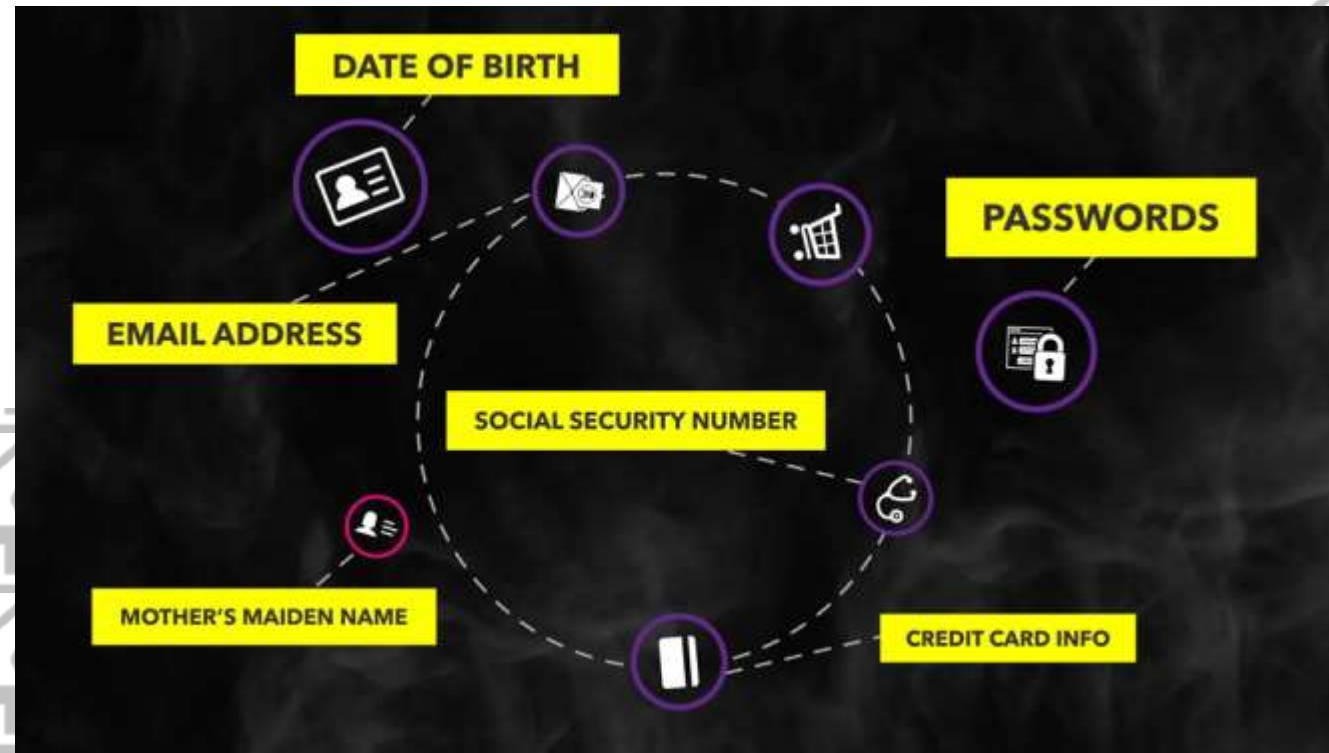 DATE OF BIRTH
PASSWORDS
EMAIL ADDRESS
SOCIAL SECURITY NUMBER
MOTHER'S MAIDEN NAME
CREDIT CARD INFO